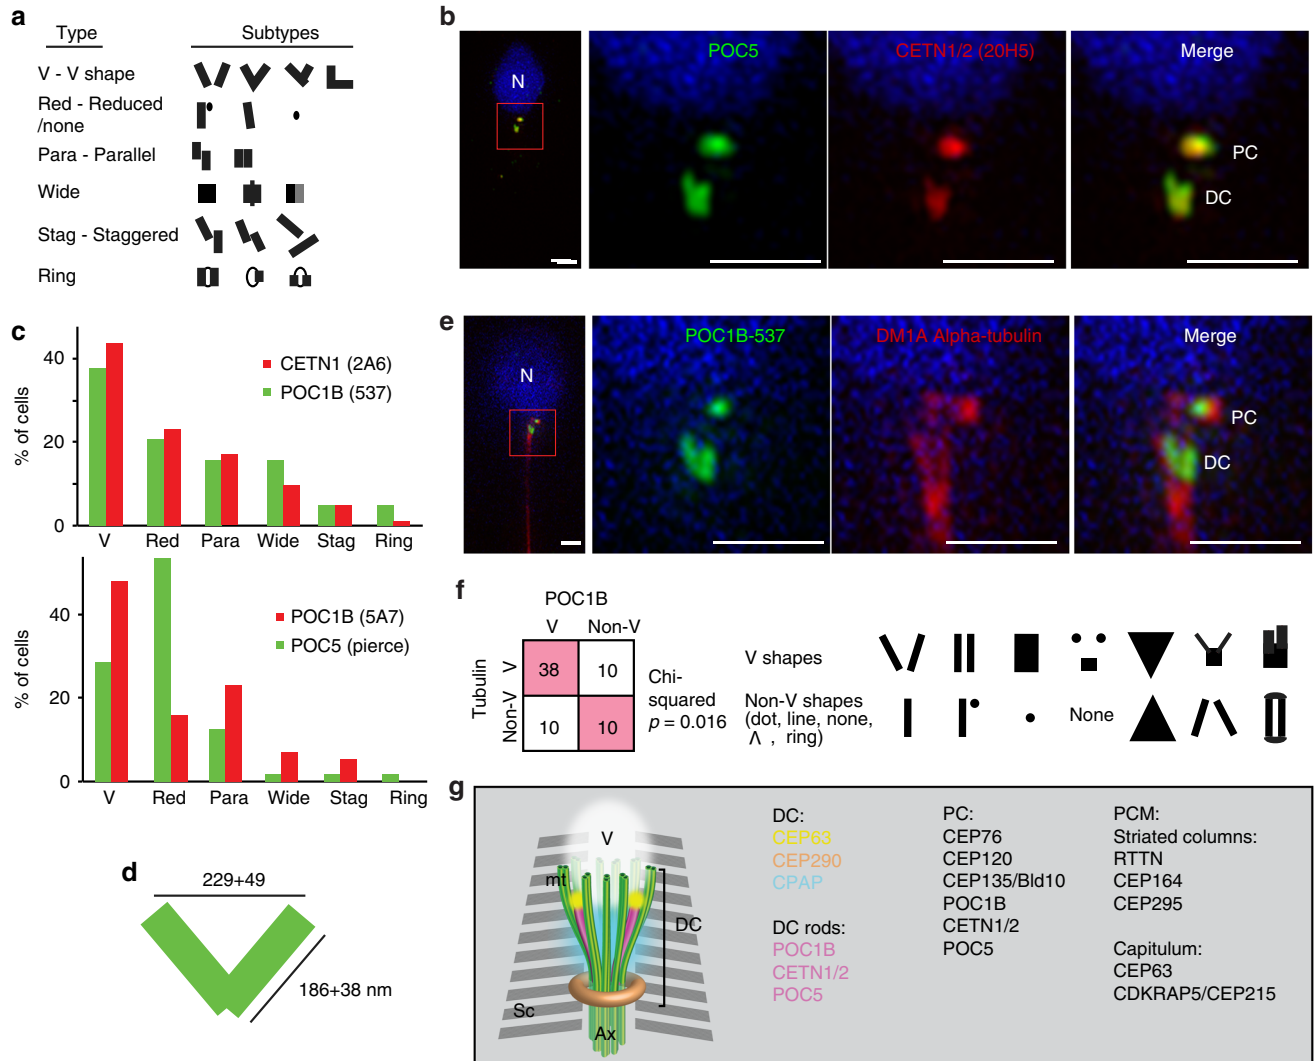 a
Type Subtypes
V - V shape
Red - Reduced
/none
Para - Parallel
Wide
Stag - Staggered
Ring
b
N
POC5
CETN1/2 (20H5)
Merge
PC
DC
c
% of cells
40
20
0
CETN1 (2A6)
POC1B (537)
V Red Para Wide Stag Ring
% of cells
40
20
0
POC1B (5A7)
POC5 (pierce)
V Red Para Wide Stag Ring
d
229+49
186+38 nm
e
N
POC1B-537
DM1A Alpha-tubulin
Merge
PC
DC
f
POC1B
V Non-V
Tubulin
V
Non-V
38 10
10 10
Chi-
squared
p = 0.016
V shapes
Non-V shapes
(dot, line, none,
Λ , ring)
None
g
V
mt
DC
Sc
Ax
DC:
CEP63
CEP290
CPAP
DC rods:
POC1B
CETN1/2
POC5
PC:
CEP76
CEP120
CEP135/Bld10
POC1B
CETN1/2
POC5
PCM:
Striated columns:
RTTN
CEP164
CEP295
Capitulum:
CEP63
CDKRAP5/CEP215